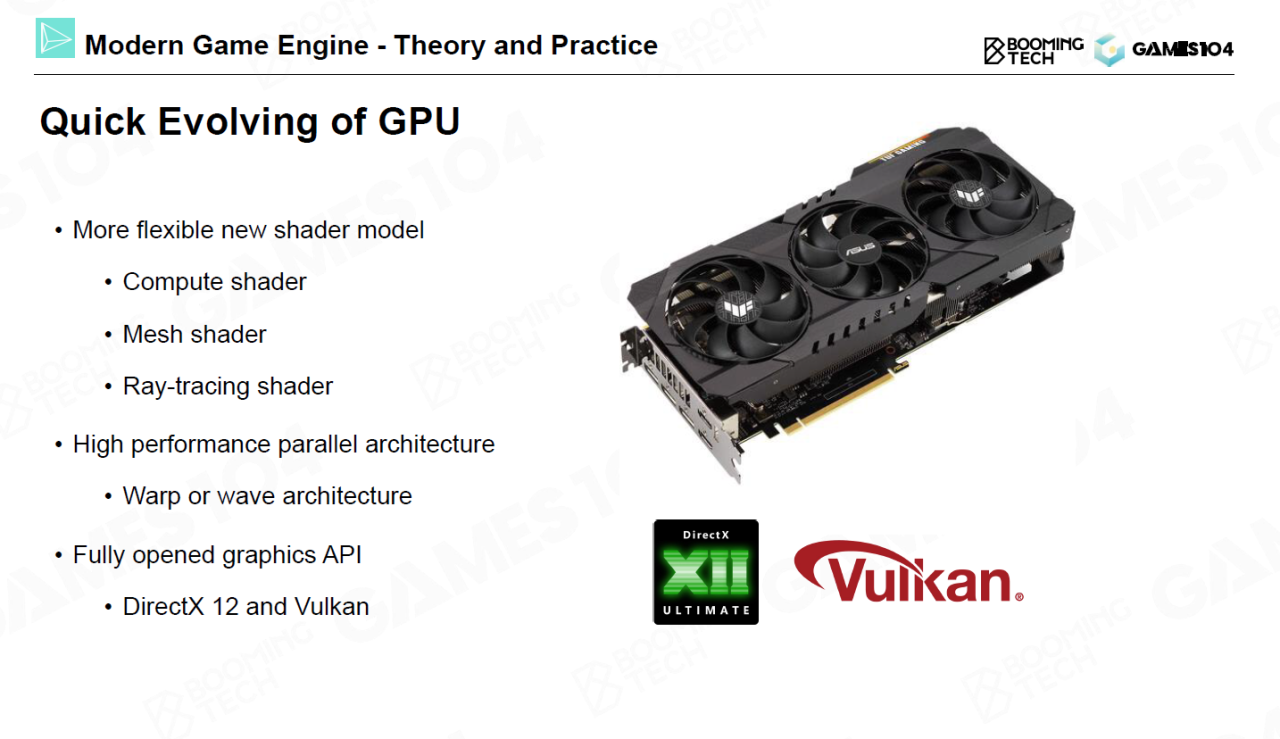 Modern Game Engine - Theory and Practice
BOOMING
TECH
GAMES104
Quick Evolving of GPU
• More flexible new shader model
• Compute shader
• Mesh shader
• Ray-tracing shader
• High performance parallel architecture
• Warp or wave architecture
• Fully opened graphics API
• DirectX 12 and Vulkan
TUF GAMING
ASUS
DirectX
XII
ULTIMATE
Vulkan®